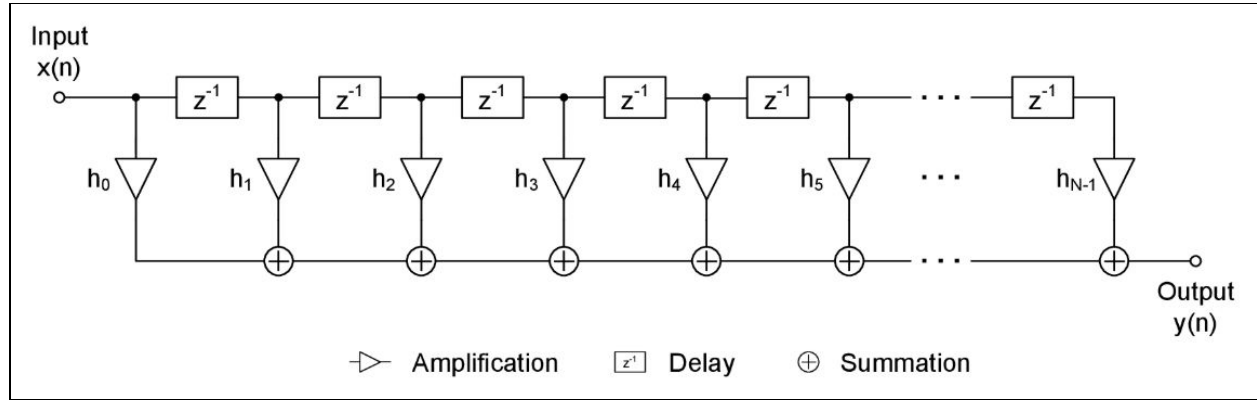 Input
x(n)
z⁻¹ z⁻¹ z⁻¹ z⁻¹ z⁻¹ · · · z⁻¹
h₀ h₁ h₂ h₃ h₄ h₅ · · · hN-1
+ + + + + · · · +
Output
y(n)
Amplification z⁻¹ Delay + Summation